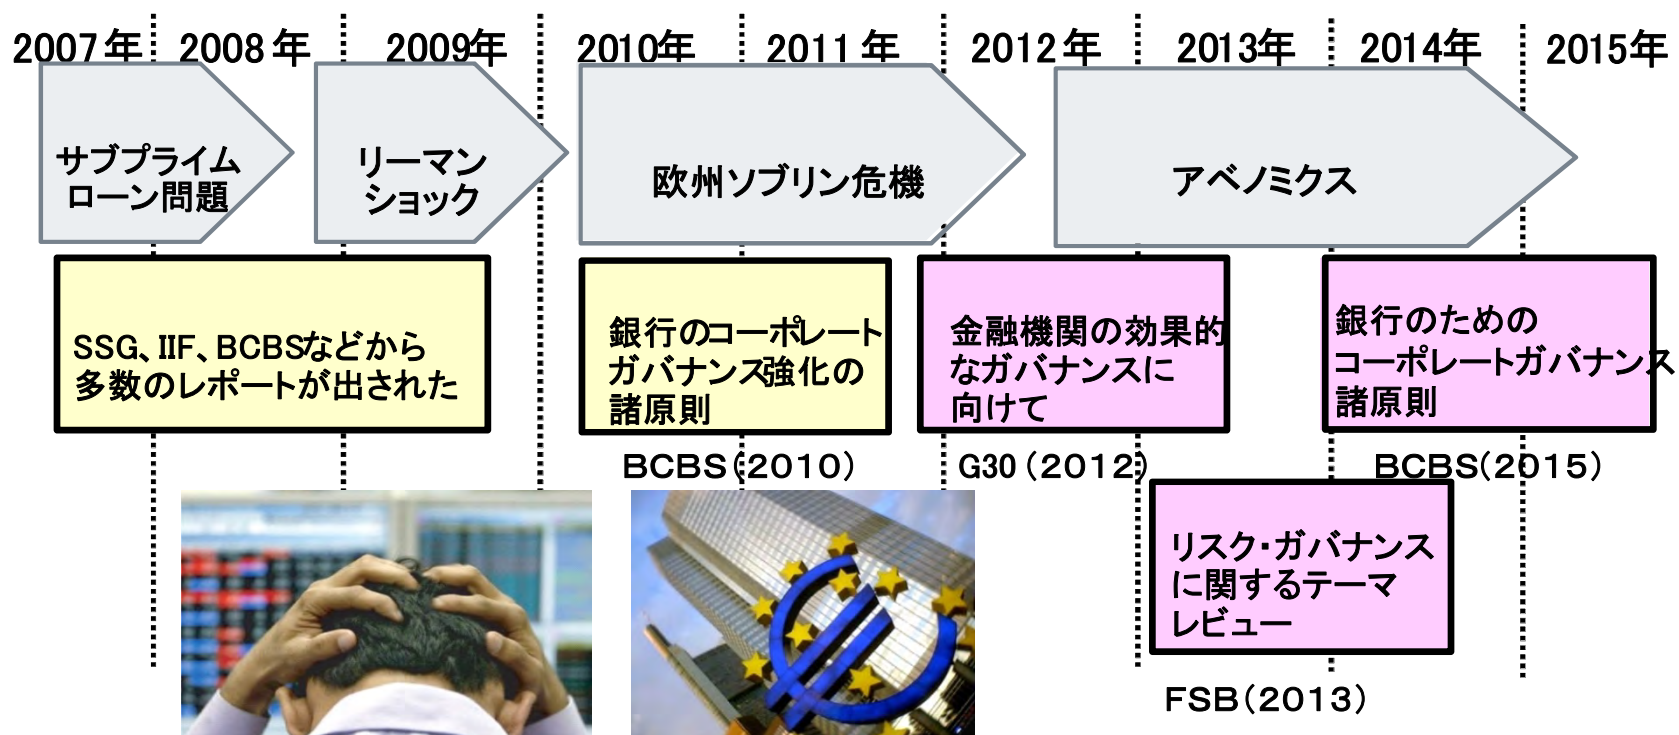 2007年 2008年 2009年 2010年 2011年 2012年 2013年 2014年 2015年
サブプライム
ローン問題
リーマン
ショック
欧州ソブリン危機
アベノミクス
SSG、IIF、BCBSなどから
多数のレポートが出された
銀行のコーポレート
ガバナンス強化の
諸原則
BCBS(2010)
金融機関の効果的
なガバナンスに
向けて
G30(2012)
銀行のための
コーポレートガバナンス
諸原則
BCBS(2015)
リスク・ガバナンス
に関するテーマ
レビュー
FSB(2013)